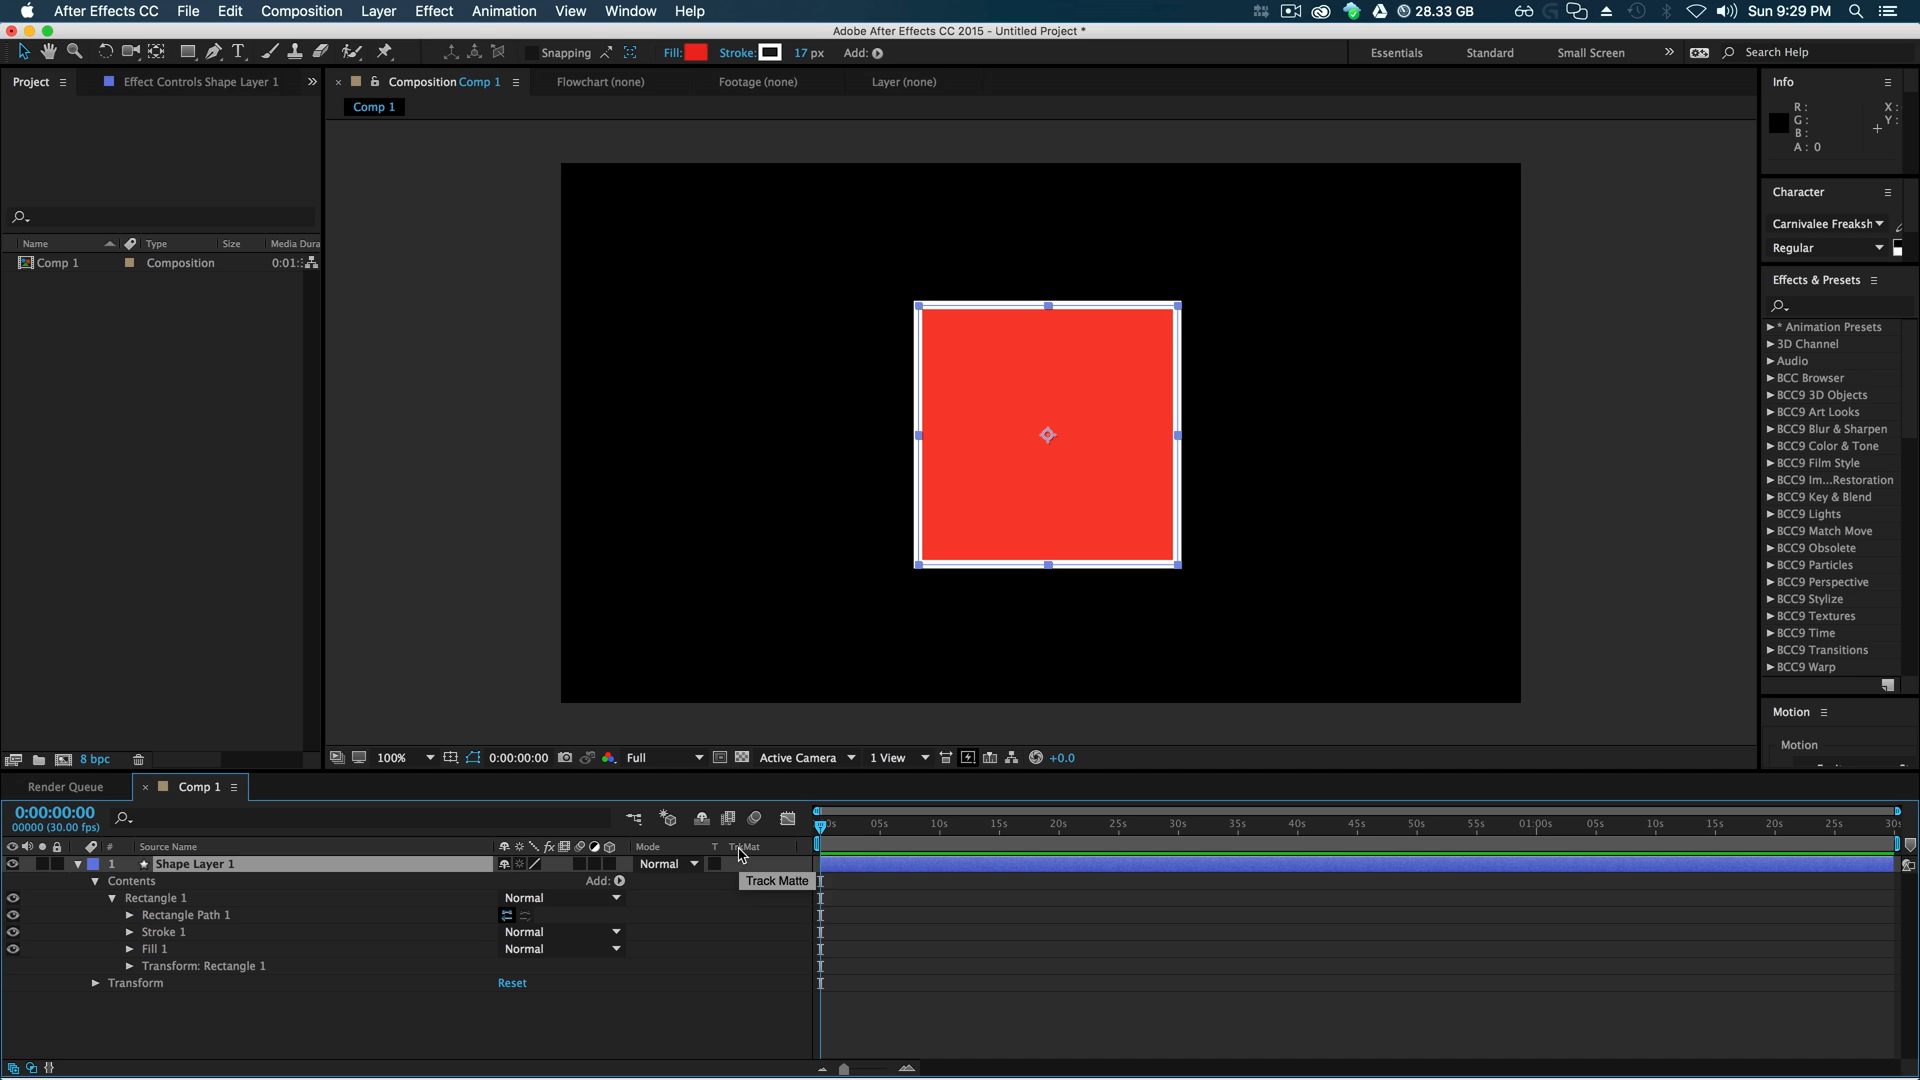 After Effects CC File Edit Composition Layer Effect Animation View Window Help 28.33 GB Sun 9:29 PM
Adobe After Effects CC 2015 - Untitled Project *
Snapping Fill: Stroke: 17 px Add: Essentials Standard Small Screen Search Help
Project Effect Controls Shape Layer 1 Composition Comp 1 Flowchart (none) Footage (none) Layer (none) Info
Comp 1
R: X:
G: Y:
B:
A: 0
Character
Carnivalee Freaksh
Regular
Name Type Size Media Dura
Comp 1 Composition 0:01:
Effects & Presets
* Animation Presets
3D Channel
Audio
BCC Browser
BCC9 3D Objects
BCC9 Art Looks
BCC9 Blur & Sharpen
BCC9 Color & Tone
BCC9 Film Style
BCC9 Im...Restoration
BCC9 Key & Blend
BCC9 Lights
BCC9 Match Move
BCC9 Obsolete
BCC9 Particles
BCC9 Perspective
BCC9 Stylize
BCC9 Textures
BCC9 Time
BCC9 Transitions
BCC9 Warp
Motion
Motion
8 bpc 100% 0:00:00:00 Full Active Camera 1 View +0.0
Render Queue Comp 1
0:00:00:00
00000 (30.00 fps)
0s 05s 10s 15s 20s 25s 30s 35s 40s 45s 50s 55s 01:00s 05s 10s 15s 20s 25s 30s
# Source Name fx Mode T TrkMat
1 Shape Layer 1 Normal
Contents Add: Track Matte
Rectangle 1 Normal
Rectangle Path 1
Stroke 1 Normal
Fill 1 Normal
Transform: Rectangle 1
Transform Reset